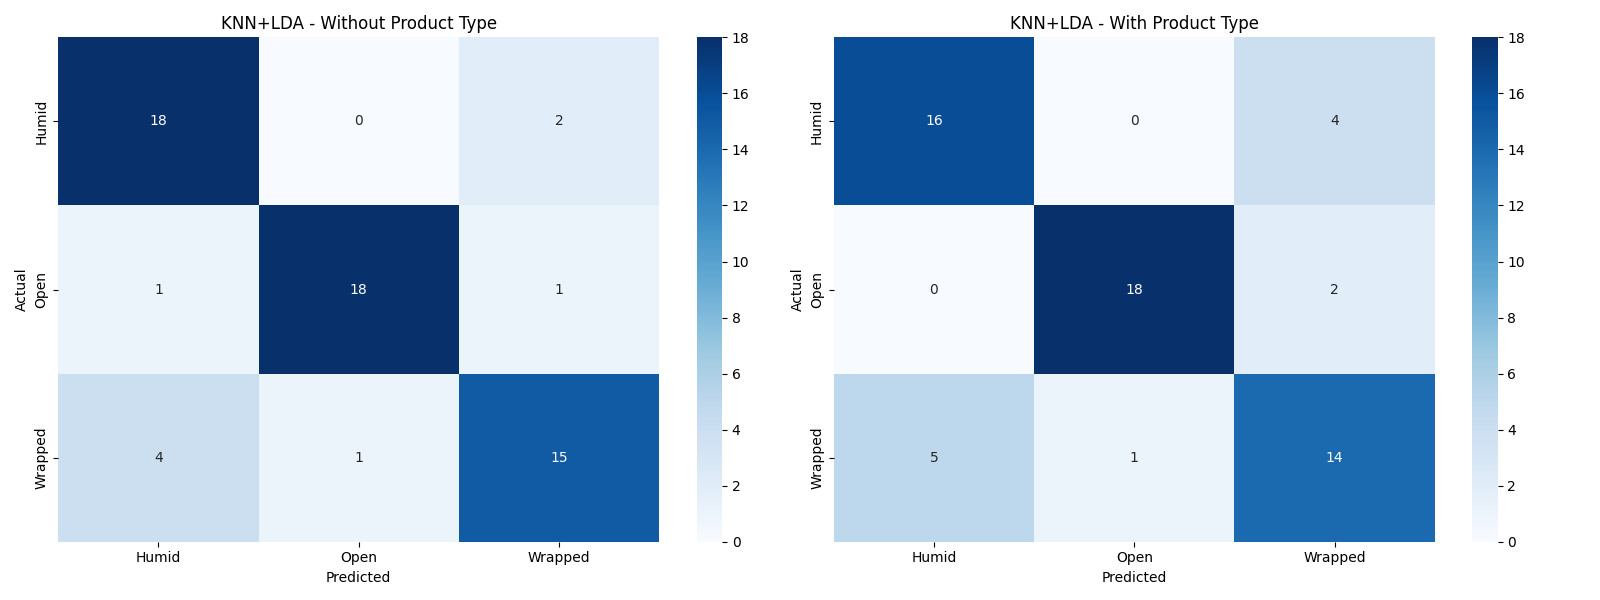 KNN+LDA - Without Product Type
Humid
Open
Wrapped
Actual
18 0 2
1 18 1
4 1 15
Humid Open Wrapped
Predicted
18
16
14
12
10
8
6
4
2
0
KNN+LDA - With Product Type
Humid
Open
Wrapped
Actual
16 0 4
0 18 2
5 1 14
Humid Open Wrapped
Predicted
18
16
14
12
10
8
6
4
2
0